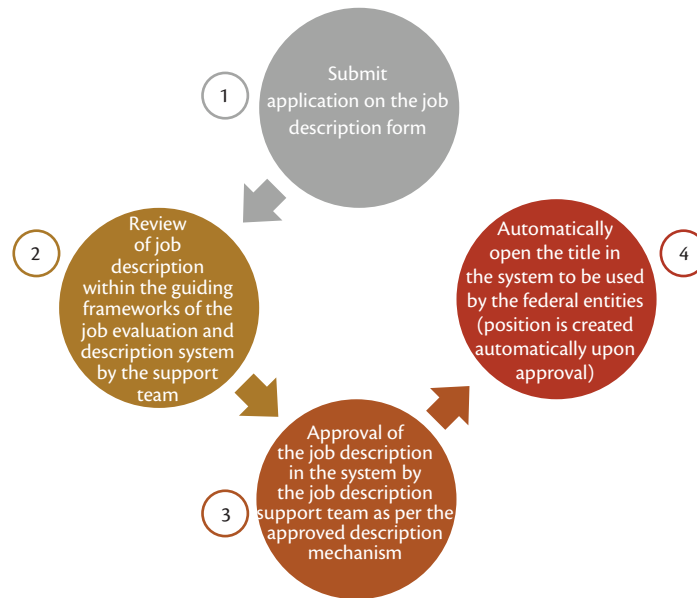 1
Submit
application on the job
description form
2
Review
of job
description
within the guiding
frameworks of the
job evaluation and
description system
by the support
team
3
Approval of
the job description
in the system by
the job description
support team as per the
approved description
mechanism
4
Automatically
open the title in
the system to be used
by the federal entities
(position is created
automatically upon
approval)